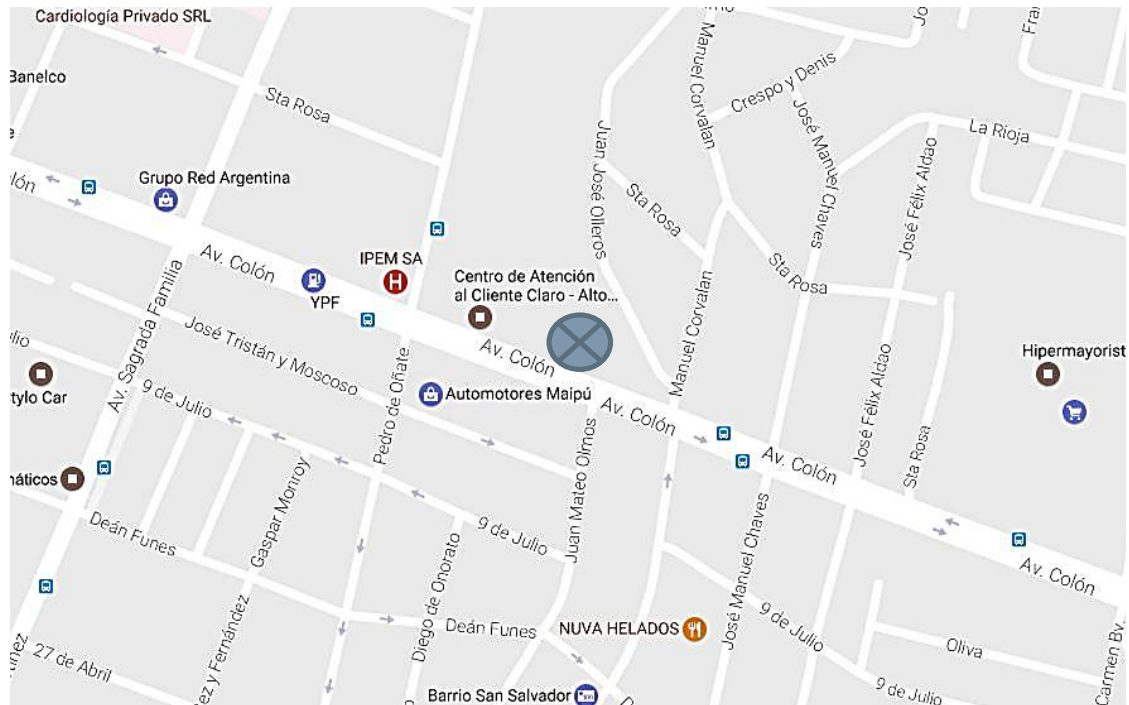 Cardiología Privado SRL
Banelco
Sta Rosa
Grupo Red Argentina
Av. Colón
IPEM SA
YPF
Centro de Atención
al Cliente Claro - Alto...
Av. Colón
Automotores Maipú
Av. Colón
Av. Colón
Av. Colón
José Tristán y Moscoso
Av. Sagrada Familia
9 de Julio
Pedro de Oñate
tylo Car
máticos
Deán Funes
Gaspar Monroy
9 de Julio
Juan Mateo Olmos
Diego de Onorato
Deán Funes
27 de Abril
NUVA HELADOS
Barrio San Salvador
José Manuel Chaves
9 de Julio
Oliva
9 de Julio
Carmen Bv.
Juan José Olleros
Manuel Corvalan
Crespo y Denis
José Manuel Chaves
La Rioja
José Félix Aldao
Sta Rosa
Sta Rosa
Manuel Corvalan
José Félix Aldao
Sta Rosa
Hipermayorist
H